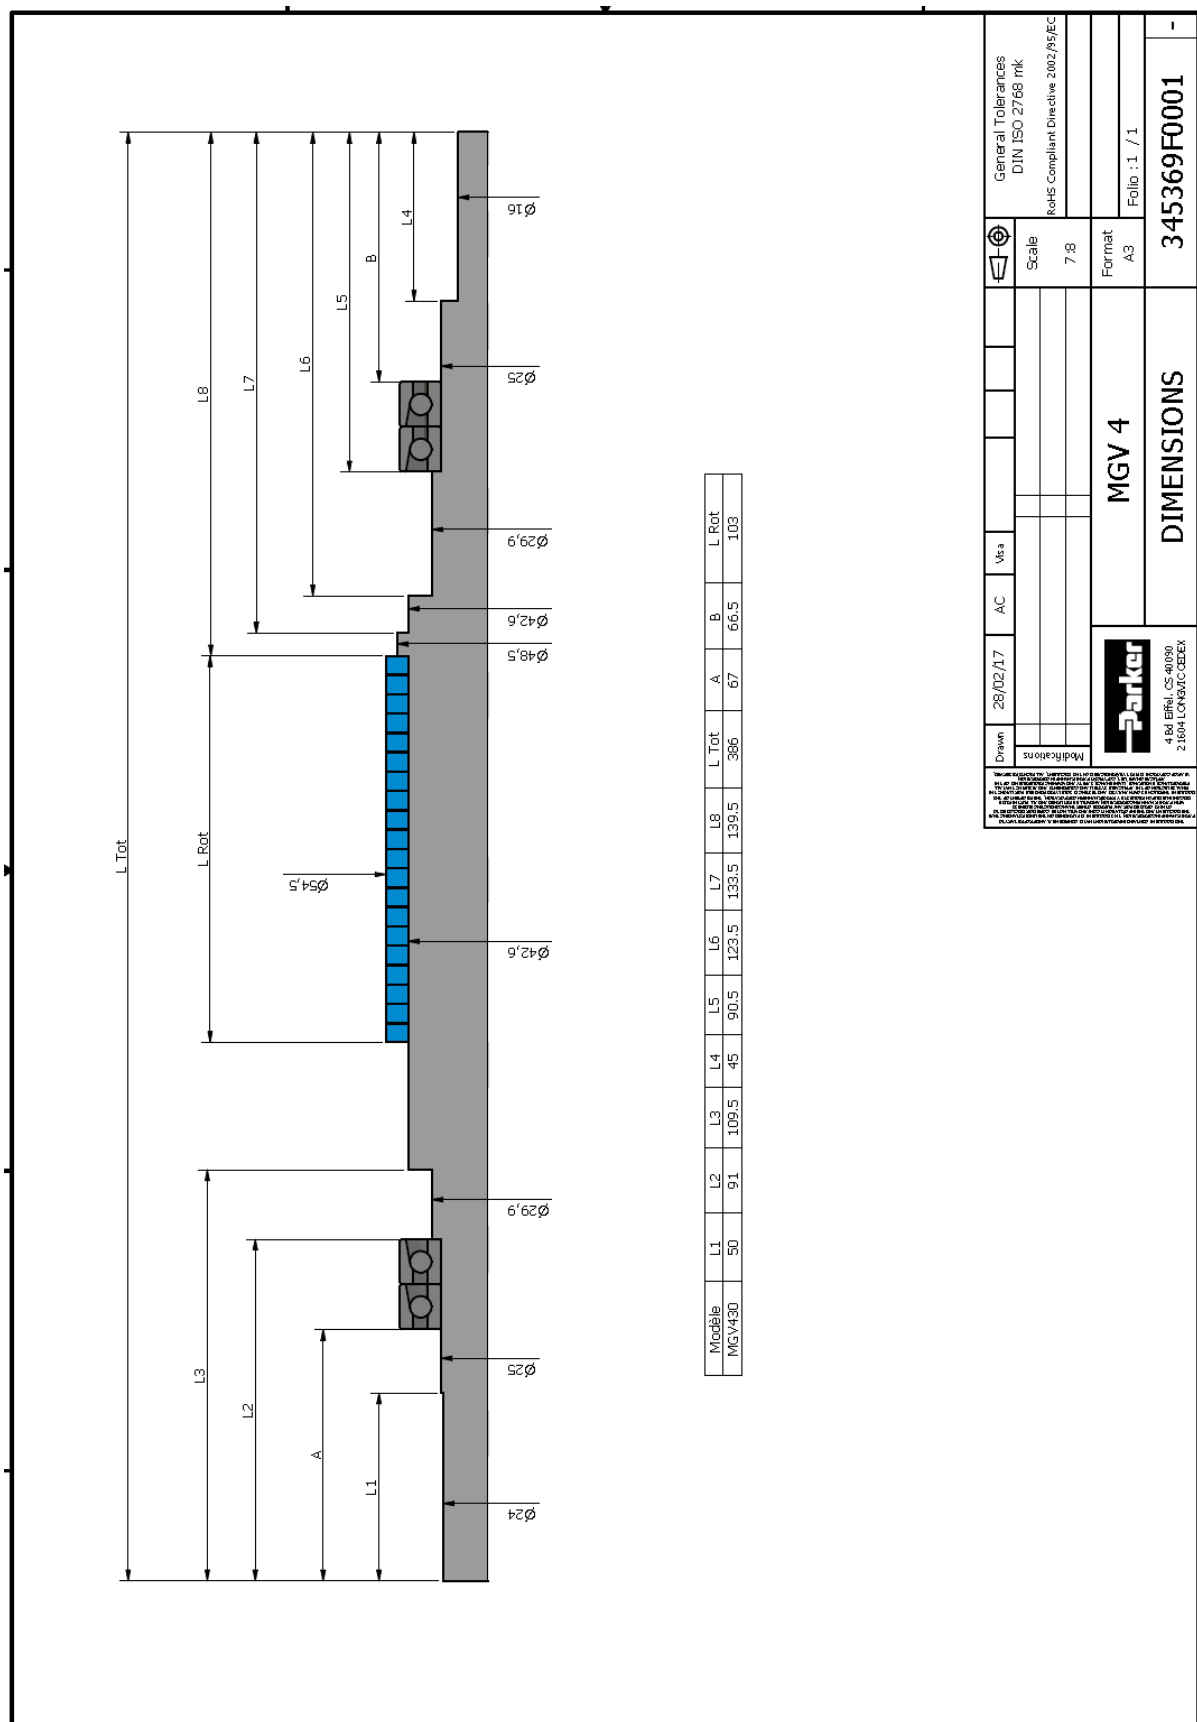 L Tot
L8
L7
L6
L5
B
L4
L Rot
L3
L2
A
L1
Ø54,5
Ø24
Ø25
Ø29,9
Ø42,6
Ø48,5
Ø42,6
Ø29,9
Ø25
Ø16
Modèle L1 L2 L3 L4 L5 L6 L7 L8 L Tot A B L Rot
MGV430 50 91 109.5 45 90.5 123.5 133.5 139.5 386 67 66.5 103
Drawn 28/02/17 AC Visa
Modifications
Scale
7:8
General Tolerances
DIN ISO 2768 mk
RoHS Compliant Directive 2002/95/EC
Parker
4 Bd Eiffel, CS 40090
21604 LONGVIC CEDEX
MGV 4
Format
A3
Folio : 1 / 1
DIMENSIONS
345369F0001
-